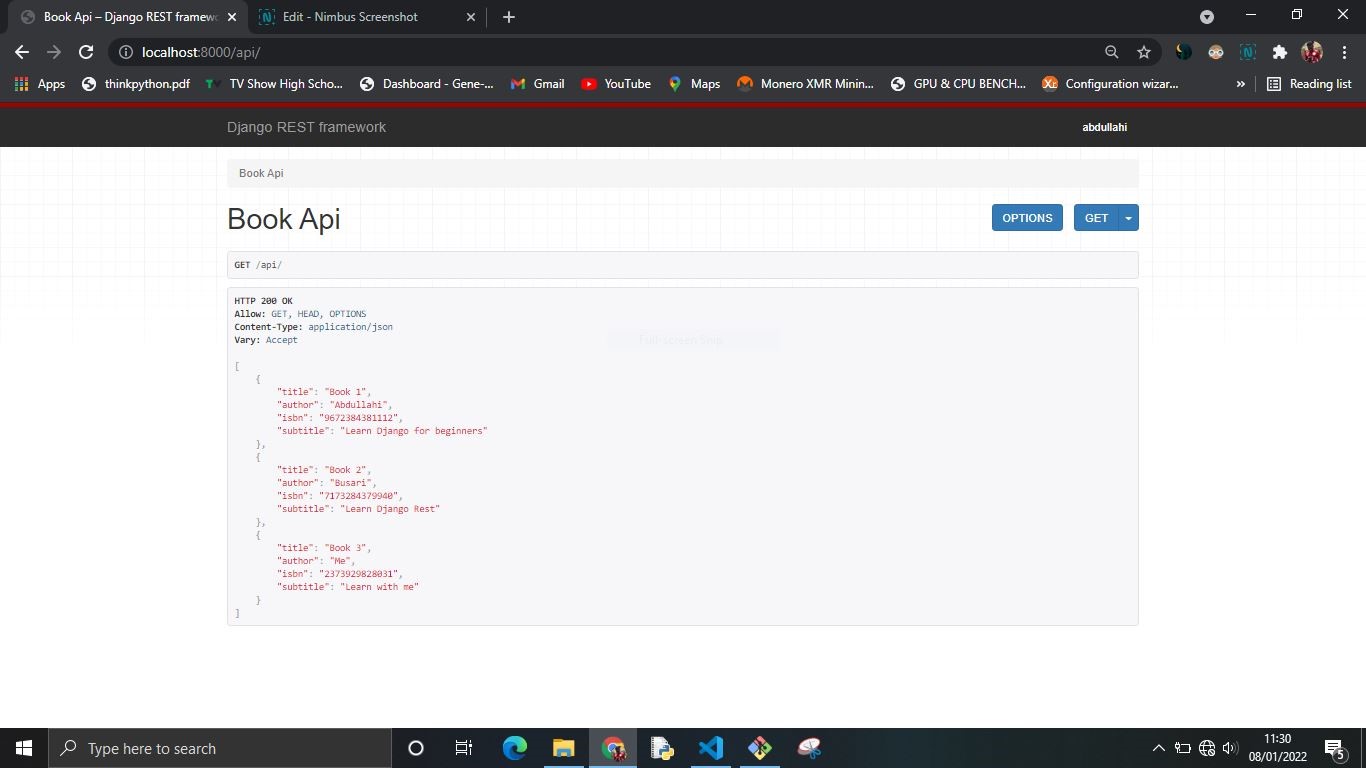 Book Api – Django REST framewo
Edit - Nimbus Screenshot
localhost:8000/api/
Apps
thinkpython.pdf
TV Show High Scho...
Dashboard - Gene-...
Gmail
YouTube
Maps
Monero XMR Minin...
GPU & CPU BENCH...
Configuration wizar...
»
Reading list
Django REST framework
abdullahi
Book Api
Book Api
OPTIONS
GET
GET /api/
HTTP 200 OK
Allow: GET, HEAD, OPTIONS
Content-Type: application/json
Vary: Accept
Full-screen Snip
[
{
"title": "Book 1",
"author": "Abdullahi",
"isbn": "9672384381112",
"subtitle": "Learn Django for beginners"
},
{
"title": "Book 2",
"author": "Busari",
"isbn": "7173284379940",
"subtitle": "Learn Django Rest"
},
{
"title": "Book 3",
"author": "Me",
"isbn": "2373929828031",
"subtitle": "Learn with me"
}
]
Type here to search
11:30
08/01/2022
5